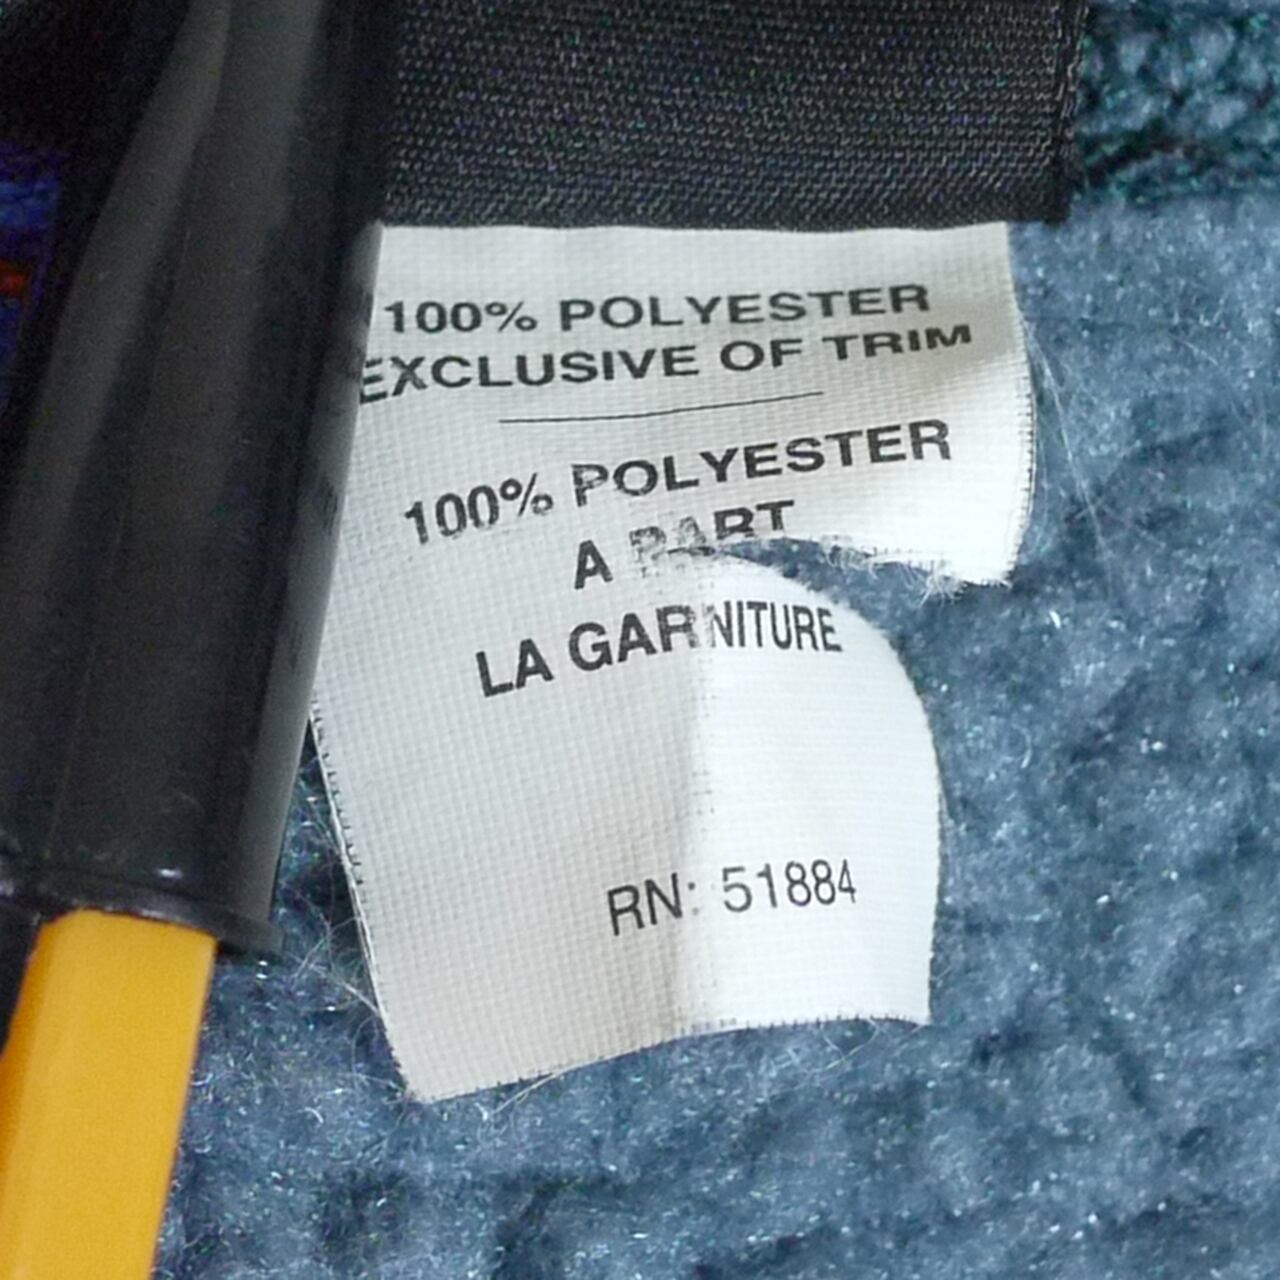 100% POLYESTER
EXCLUSIVE OF TRIM
100% POLYESTER
A PART
LA GARNITURE
RN: 51884